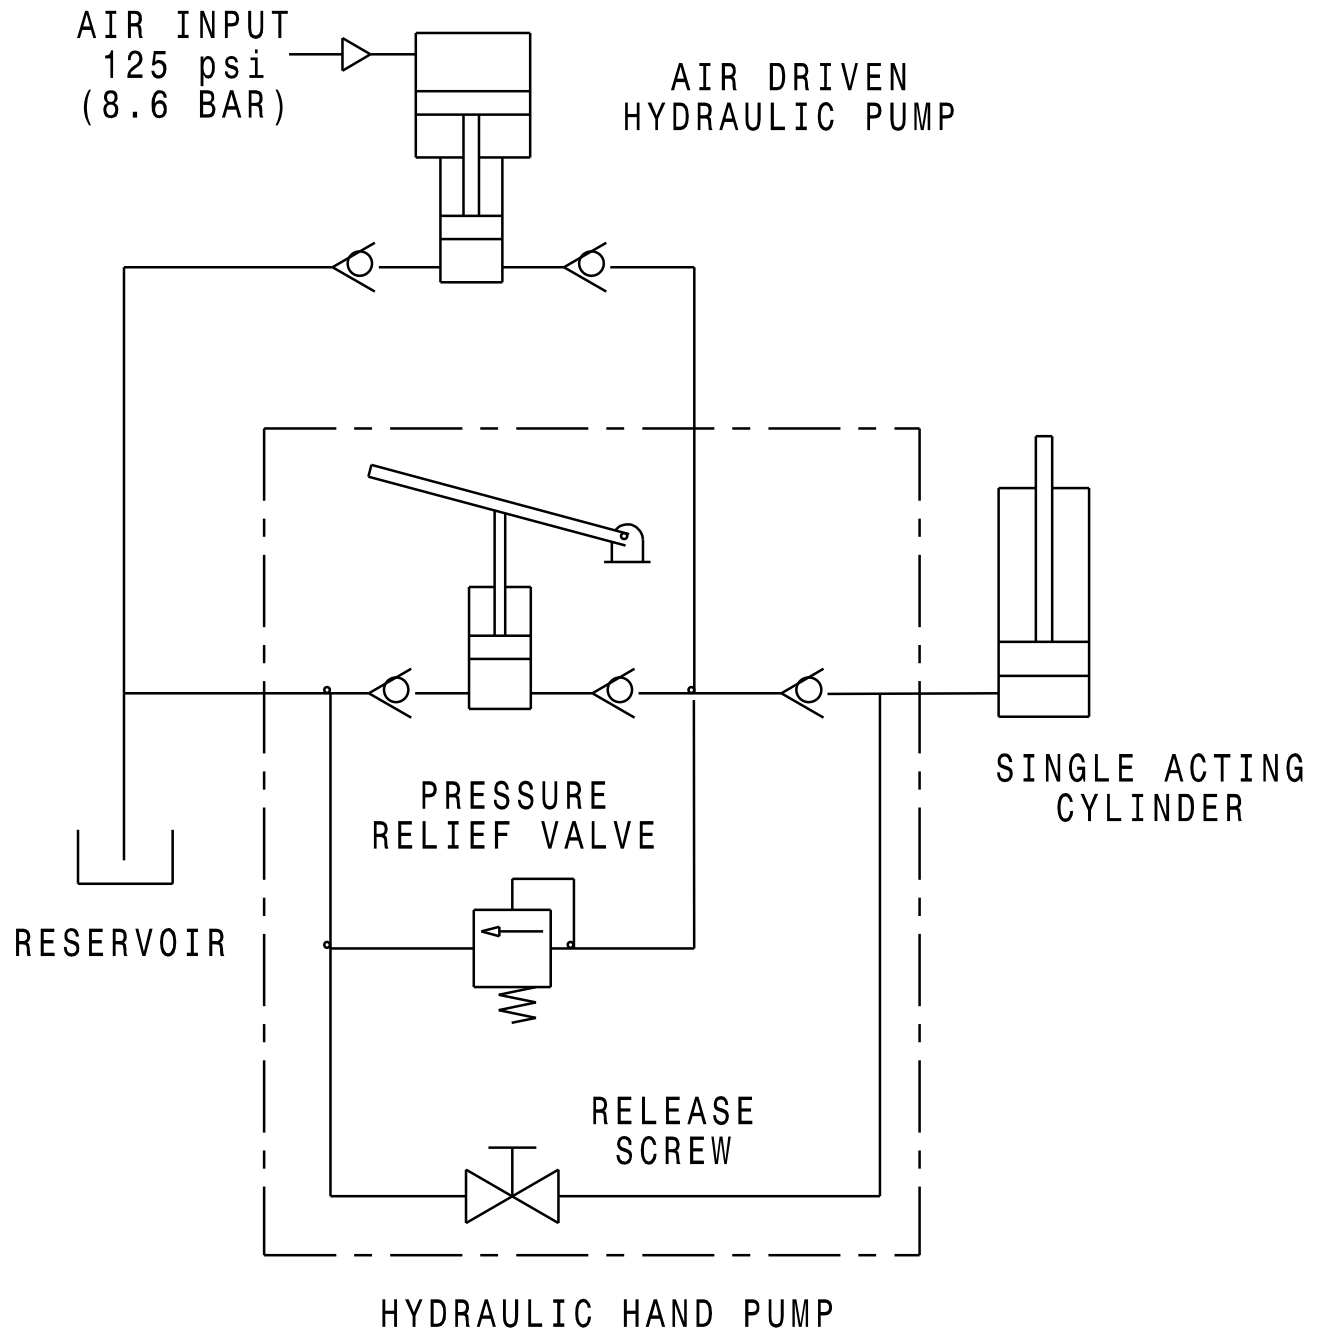 AIR INPUT
125 psi
(8.6 BAR)
AIR DRIVEN
HYDRAULIC PUMP
SINGLE ACTING
CYLINDER
PRESSURE
RELIEF VALVE
RESERVOIR
RELEASE
SCREW
HYDRAULIC HAND PUMP